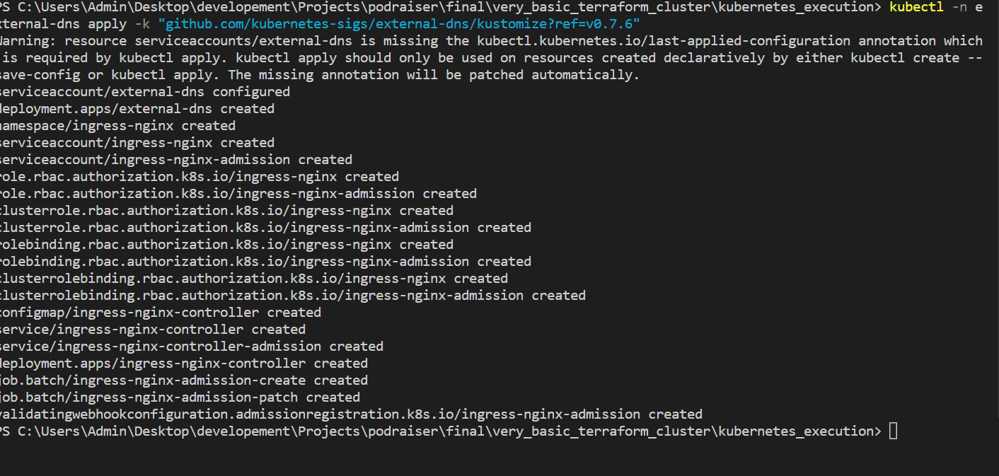 PS C:\Users\Admin\Desktop\developement\Projects\podraiser\final\very_basic_terraform_cluster\kubernetes_execution> kubectl -n e
xternal-dns apply -k "github.com/kubernetes-sigs/external-dns/kustomize?ref=v0.7.6"
Warning: resource serviceaccounts/external-dns is missing the kubectl.kubernetes.io/last-applied-configuration annotation which
 is required by kubectl apply. kubectl apply should only be used on resources created declaratively by either kubectl create --
save-config or kubectl apply. The missing annotation will be patched automatically.
serviceaccount/external-dns configured
deployment.apps/external-dns created
namespace/ingress-nginx created
serviceaccount/ingress-nginx created
serviceaccount/ingress-nginx-admission created
role.rbac.authorization.k8s.io/ingress-nginx created
role.rbac.authorization.k8s.io/ingress-nginx-admission created
clusterrole.rbac.authorization.k8s.io/ingress-nginx created
clusterrole.rbac.authorization.k8s.io/ingress-nginx-admission created
rolebinding.rbac.authorization.k8s.io/ingress-nginx created
rolebinding.rbac.authorization.k8s.io/ingress-nginx-admission created
clusterrolebinding.rbac.authorization.k8s.io/ingress-nginx created
clusterrolebinding.rbac.authorization.k8s.io/ingress-nginx-admission created
configmap/ingress-nginx-controller created
service/ingress-nginx-controller created
service/ingress-nginx-controller-admission created
deployment.apps/ingress-nginx-controller created
job.batch/ingress-nginx-admission-create created
job.batch/ingress-nginx-admission-patch created
validatingwebhookconfiguration.admissionregistration.k8s.io/ingress-nginx-admission created
PS C:\Users\Admin\Desktop\developement\Projects\podraiser\final\very_basic_terraform_cluster\kubernetes_execution>